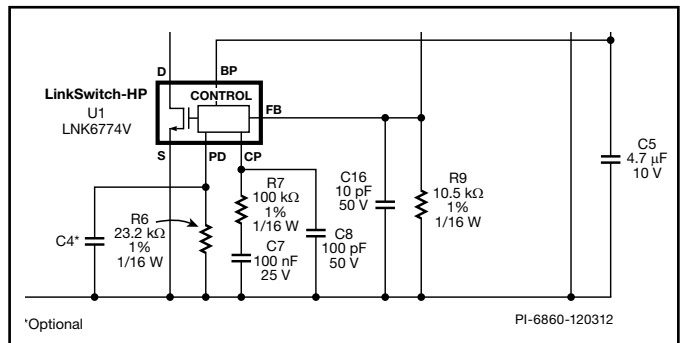 D
BP
LinkSwitch-HP
U1
LNK6774V
CONTROL
FB
S
PD
CP
C5
4.7 µF
10 V
C4*
R6
23.2 kΩ
1%
1/16 W
R7
100 kΩ
1%
1/16 W
C7
100 nF
25 V
C8
100 pF
50 V
C16
10 pF
50 V
R9
10.5 kΩ
1%
1/16 W
*Optional
PI-6860-120312